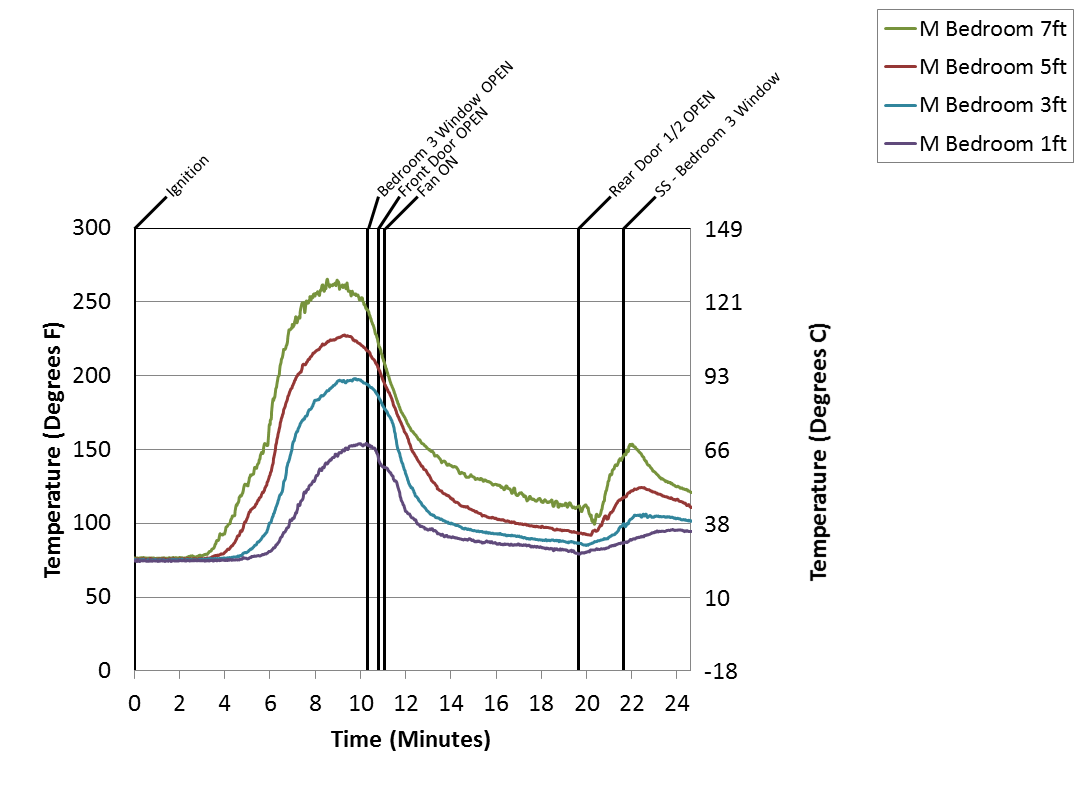 M Bedroom 7ft
M Bedroom 5ft
M Bedroom 3ft
M Bedroom 1ft
Ignition
Bedroom 3 Window OPEN
Front Door OPEN
Fan ON
Rear Door 1/2 OPEN
SS - Bedroom 3 Window
Temperature (Degrees F)
300
250
200
150
100
50
0
149
121
93
66
38
10
-18
Temperature (Degrees C)
0 2 4 6 8 10 12 14 16 18 20 22 24
Time (Minutes)